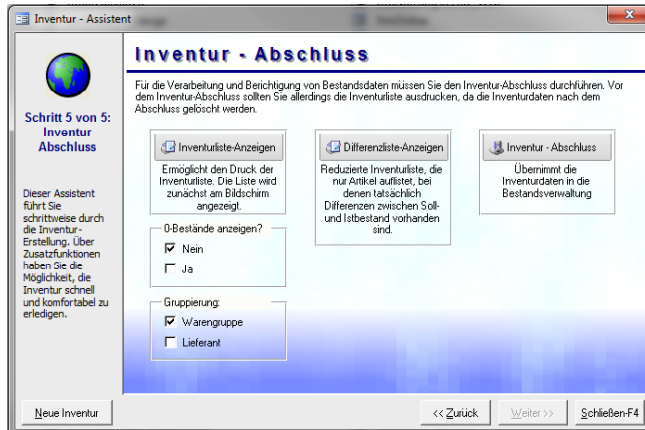 Inventur - Assistent
Inventur - Abschluss
Für die Verarbeitung und Berichtigung von Bestandsdaten müssen Sie den Inventur-Abschluss durchführen. Vor
dem Inventur-Abschluss sollten Sie allerdings die Inventurliste ausdrucken, da die Inventurdaten nach dem
Abschluss gelöscht werden.
Schritt 5 von 5:
Inventur
Abschluss
Dieser Assistent
führt Sie
schrittweise durch
die Inventur-
Erstellung. Über
Zusatzfunktionen
haben Sie die
Möglichkeit, die
Inventur schnell
und komfortabel zu
erledigen.
Inventurliste-Anzeigen
Ermöglicht den Druck der
Inventurliste. Die Liste wird
zunächst am Bildschirm
angezeigt.
0-Bestände anzeigen?
Nein
Ja
Gruppierung:
Warengruppe
Lieferant
Differenzliste-Anzeigen
Reduzierte Inventurliste, die
nur Artikel auflistet, bei
denen tatsächlich
Differenzen zwischen Soll-
und Istbestand vorhanden
sind.
Inventur - Abschluss
Übernimmt die
Inventurdaten in die
Bestandsverwaltung
Neue Inventur
<< Zurück
Weiter >>
Schließen-F4